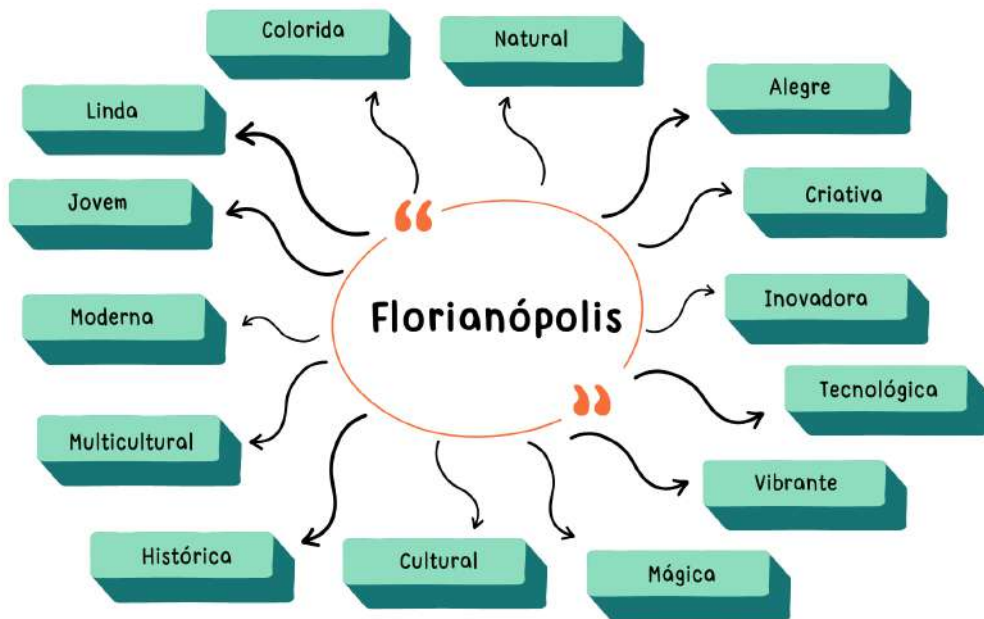 Colorida
Natural
Alegre
Linda
Criativa
Jovem
“
Inovadora
Moderna
Florianópolis
Tecnológica
”
Multicultural
Vibrante
Histórica
Cultural
Mágica